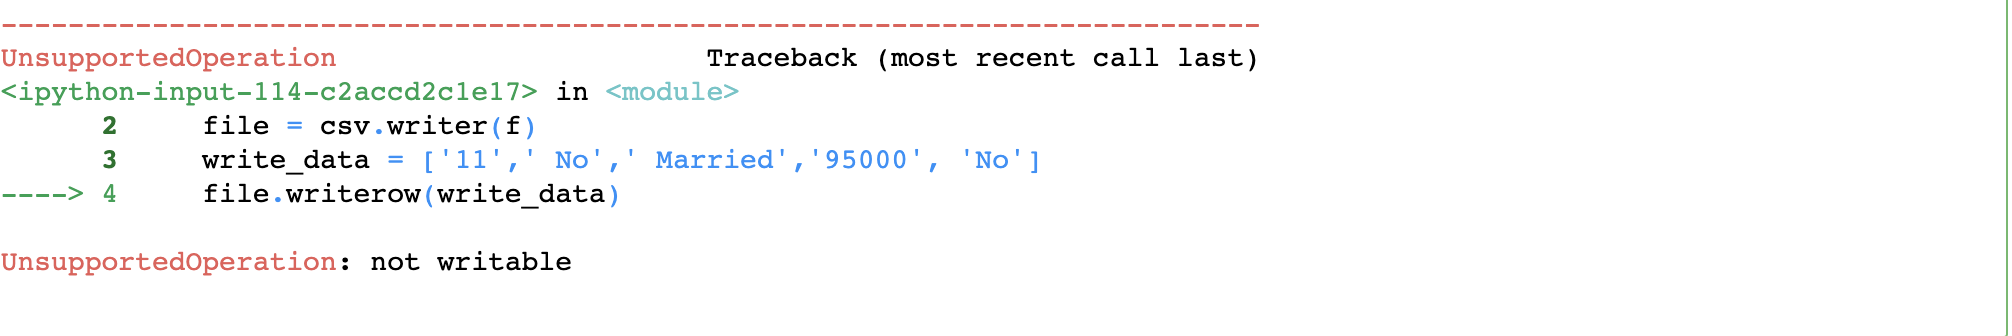 ---------------------------------------------------------------------------
UnsupportedOperation                      Traceback (most recent call last)
<ipython-input-114-c2accd2c1e17> in <module>
      2     file = csv.writer(f)
      3     write_data = ['11',' No',' Married','95000', 'No']
----> 4     file.writerow(write_data)
UnsupportedOperation: not writable